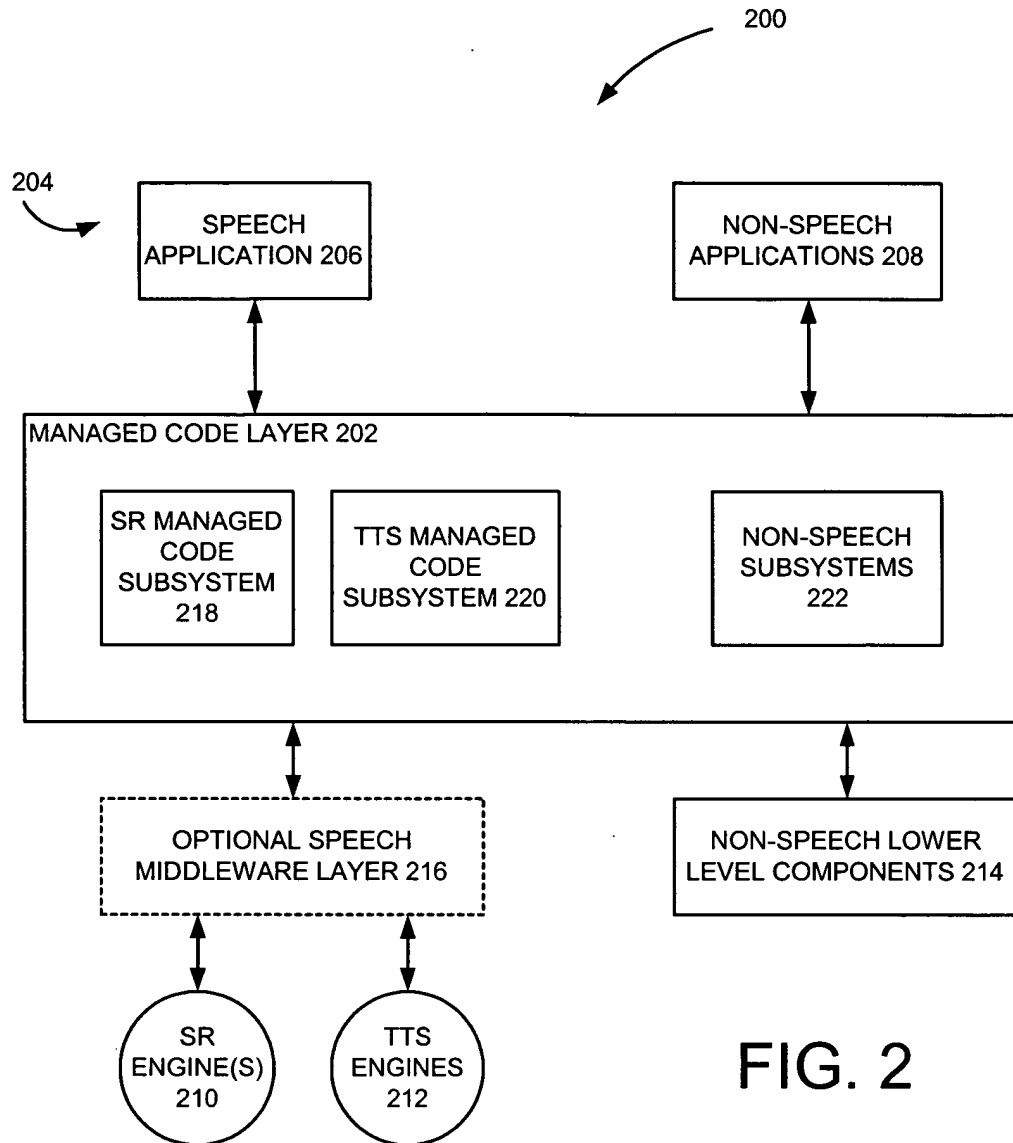 200
204
SPEECH
APPLICATION 206
NON-SPEECH
APPLICATIONS 208
MANAGED CODE LAYER 202
SR MANAGED
CODE
SUBSYSTEM
218
TTS MANAGED
CODE
SUBSYSTEM 220
NON-SPEECH
SUBSYSTEMS
222
OPTIONAL SPEECH
MIDDLEWARE LAYER 216
NON-SPEECH LOWER
LEVEL COMPONENTS 214
SR
ENGINE(S)
210
TTS
ENGINES
212
FIG. 2